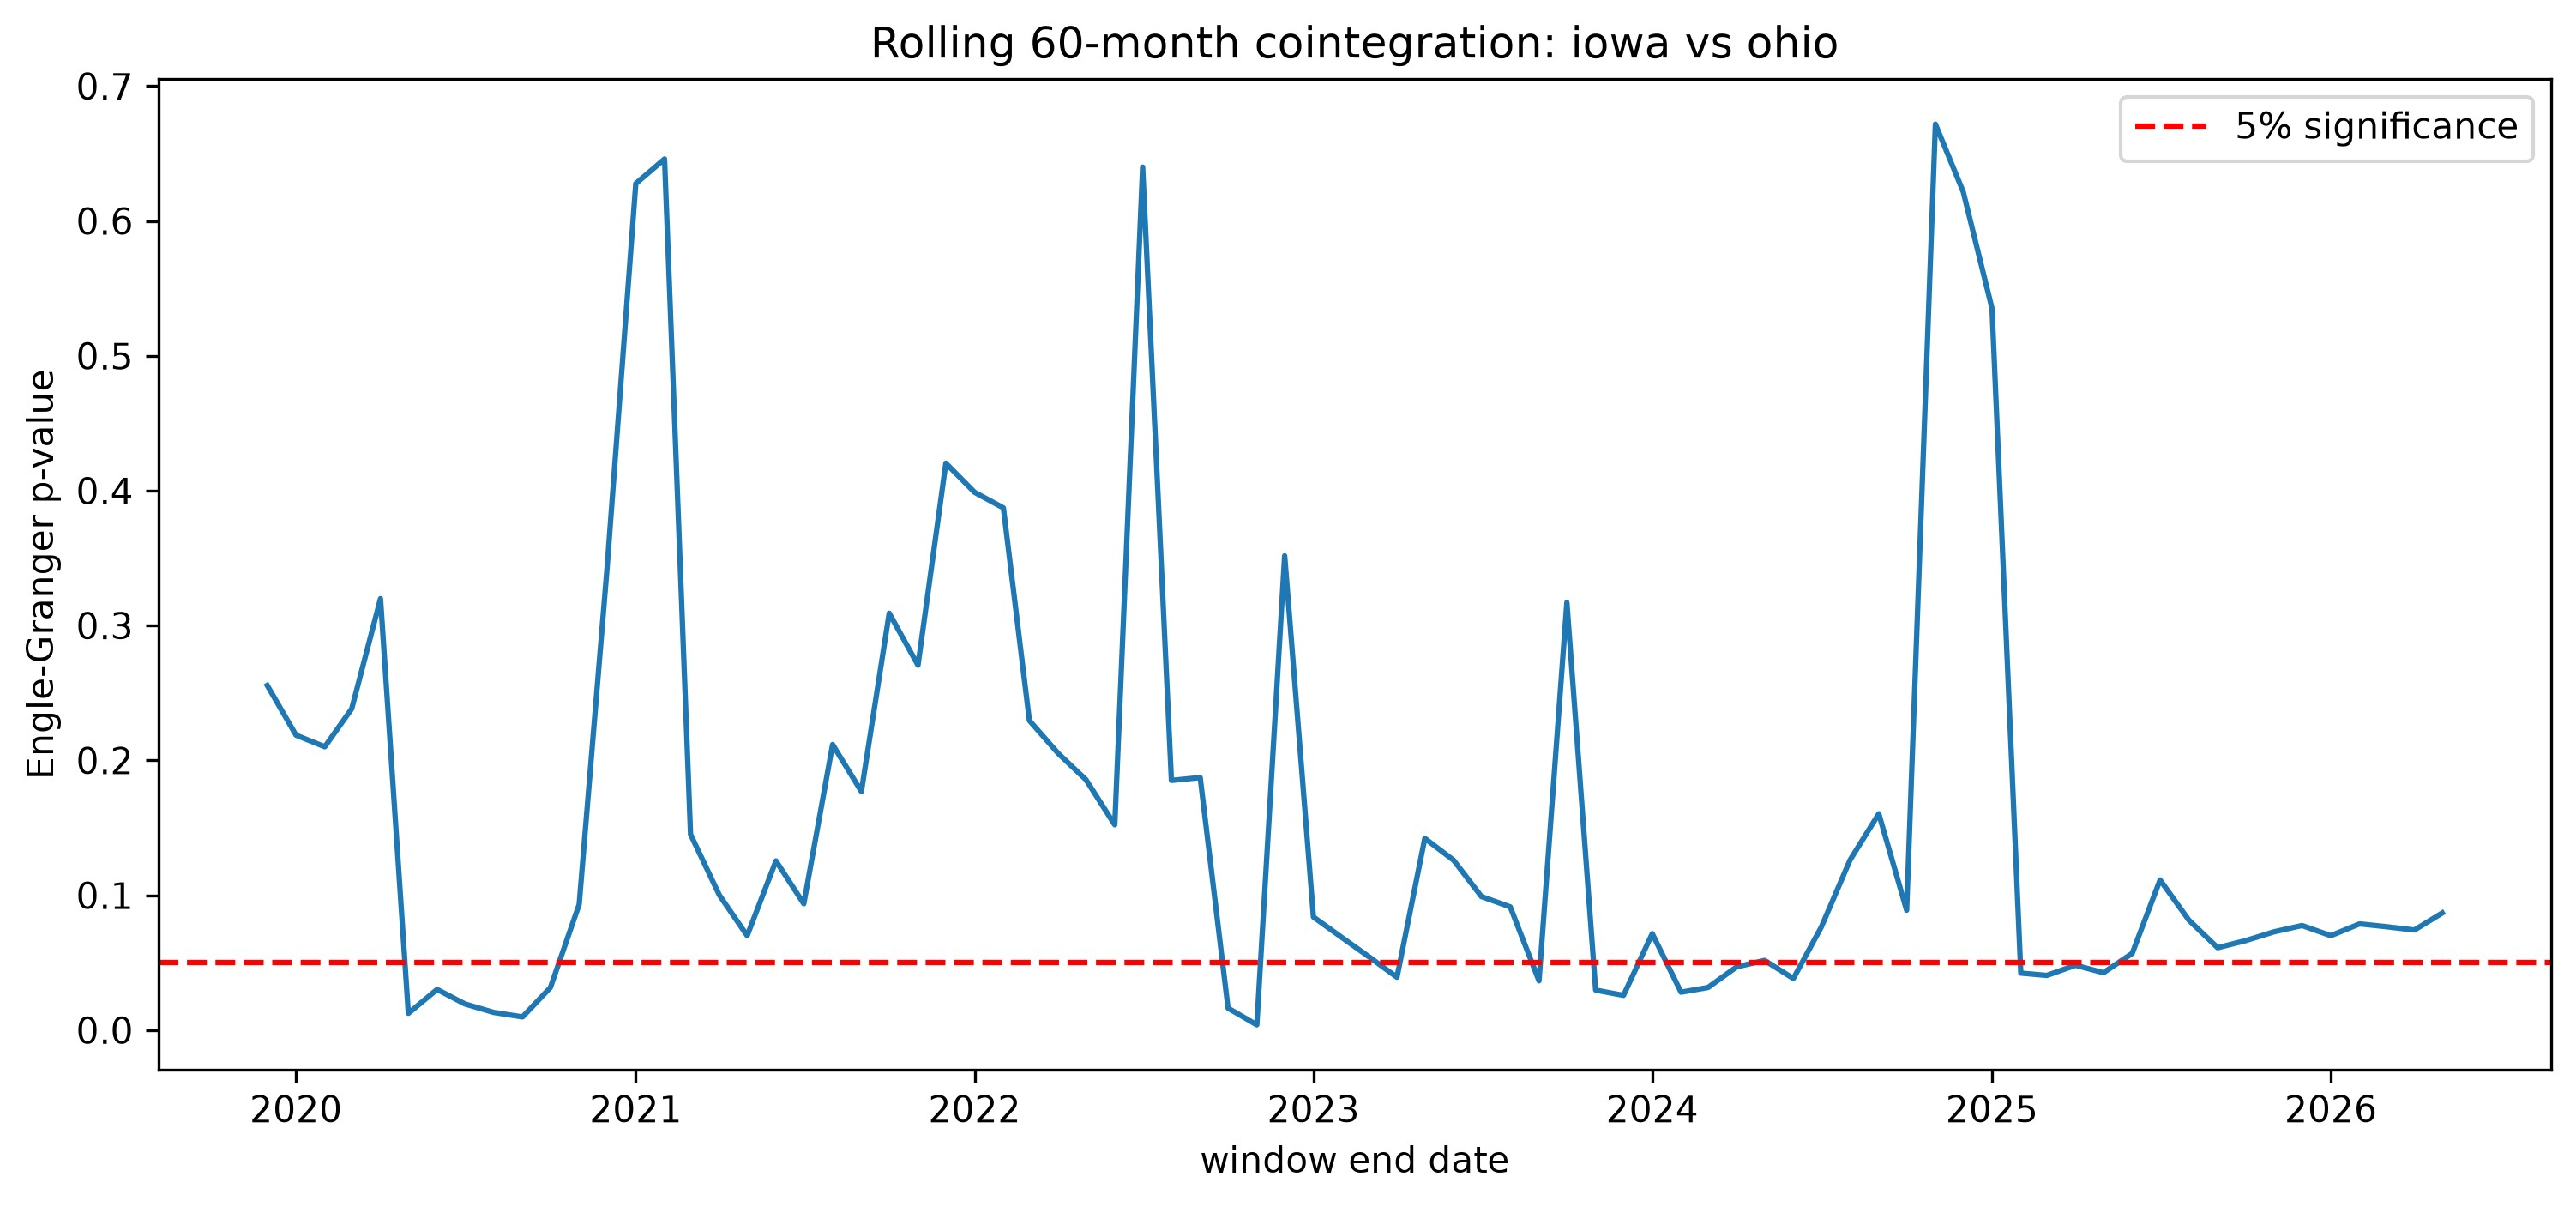 Rolling 60-month cointegration: iowa vs ohio
5% significance
Engle-Granger p-value
0.7
0.6
0.5
0.4
0.3
0.2
0.1
0.0
2020 2021 2022 2023 2024 2025 2026
window end date